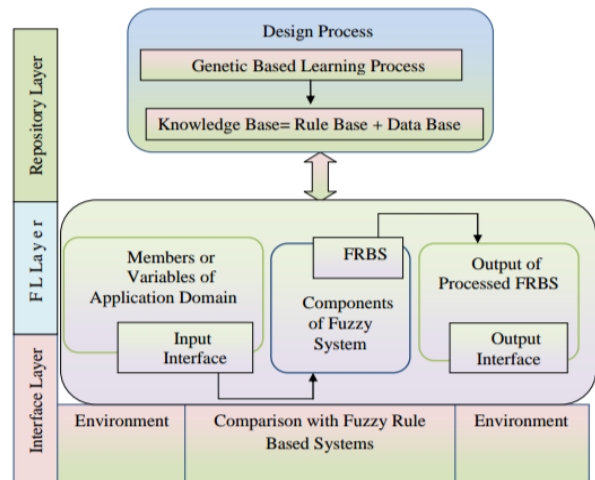 Repository Layer
F L Layer
Interface Layer
Design Process
Genetic Based Learning Process
Knowledge Base= Rule Base + Data Base
Members or
Variables of
Application Domain
Input
Interface
FRBS
Components
of Fuzzy
System
Output of
Processed FRBS
Output
Interface
Environment
Comparison with Fuzzy Rule
Based Systems
Environment